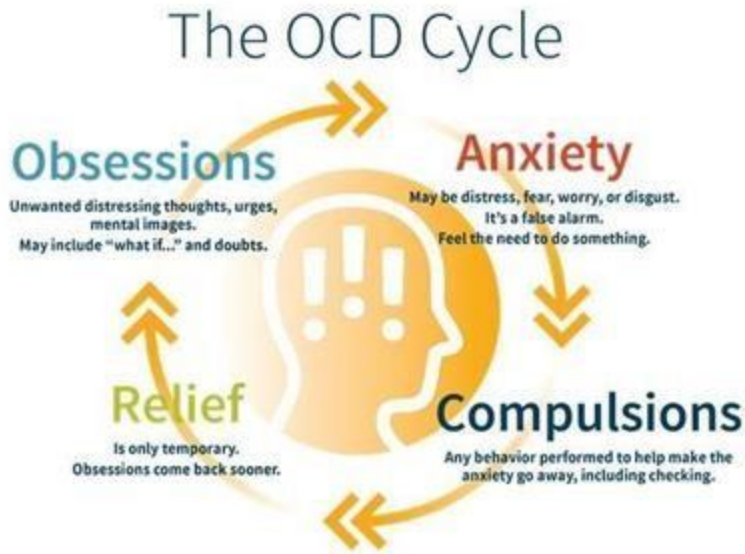 The OCD Cycle
Obsessions
Unwanted distressing thoughts, urges,
mental images.
May include “what if...” and doubts.
Anxiety
May be distress, fear, worry, or disgust.
It's a false alarm.
Feel the need to do something.
Compulsions
Any behavior performed to help make the
anxiety go away, including checking.
Relief
Is only temporary.
Obsessions come back sooner.